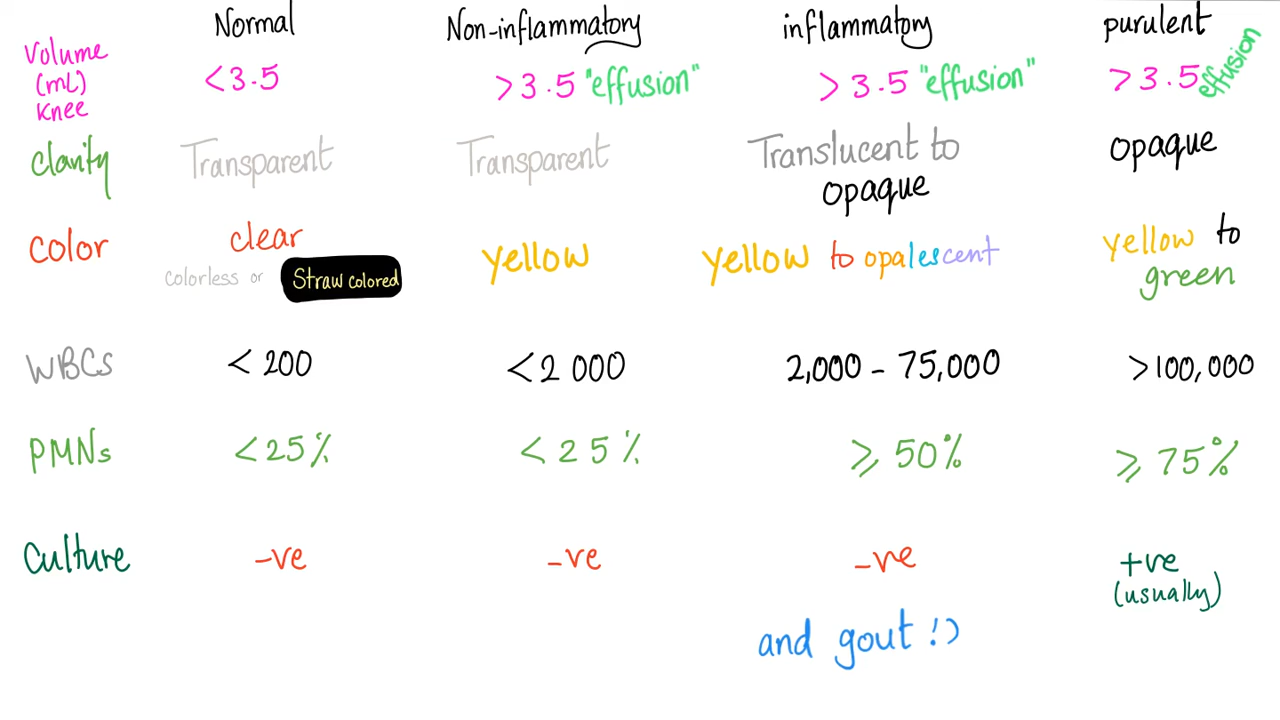 Normal Non-inflammatory inflammatory purulent
Volume (mL) Knee <3.5 >3.5 "effusion" >3.5 "effusion" >3.5 effusion
Clarity Transparent Transparent Translucent to opaque opaque
Color clear colorless or Straw colored yellow yellow to opalescent yellow to green
WBCs <200 <2 000 2,000 - 75,000 >100,000
PMNs <25% <25% ≥50% ≥75%
Culture -ve -ve -ve +ve (usually)
and gout !)